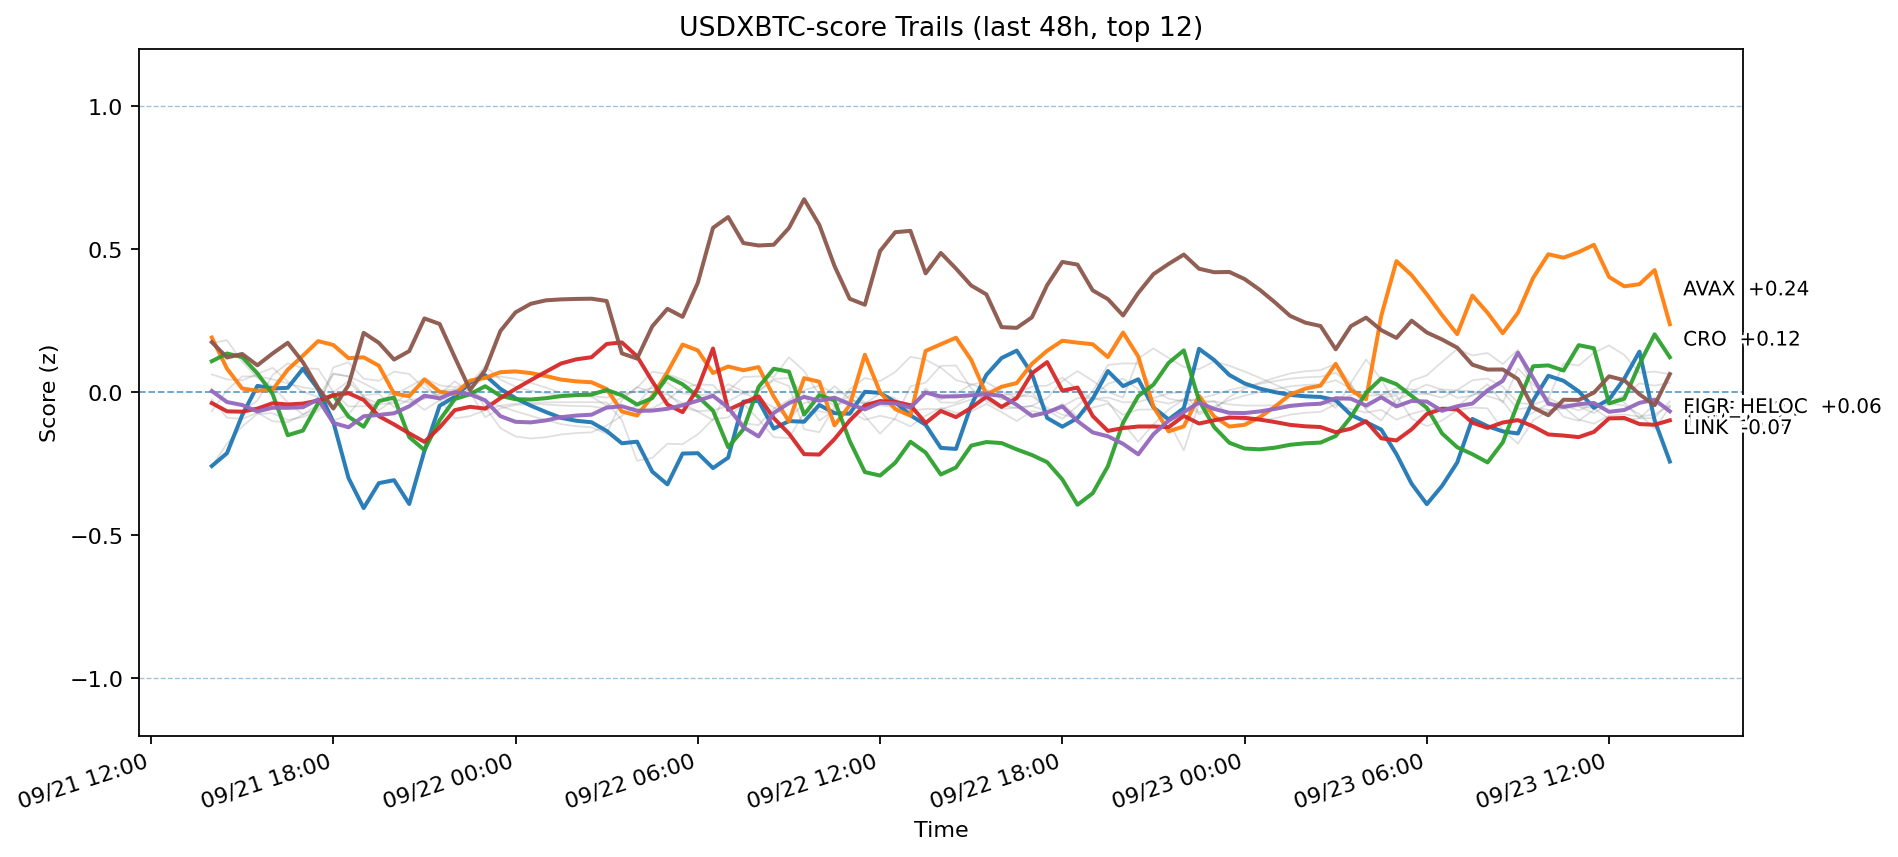 USDXBTC-score Trails (last 48h, top 12)
1.0
0.5
0.0
−0.5
−1.0
Score (z)
AVAX +0.24
CRO +0.12
FIGR_HELOC +0.06
LINK -0.07
09/21 12:00
09/21 18:00
09/22 00:00
09/22 06:00
09/22 12:00
09/22 18:00
09/23 00:00
09/23 06:00
09/23 12:00
Time